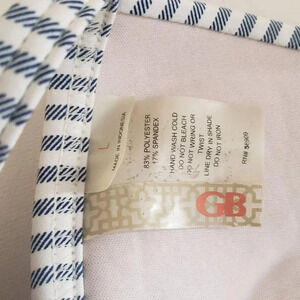 L
MADE IN INDONESIA
83% POLYESTER
17% SPANDEX
HAND WASH COLD
DO NOT BLEACH
DO NOT WRING OR
TWIST
LINE DRY IN SHADE
DO NOT IRON
RN#
GB